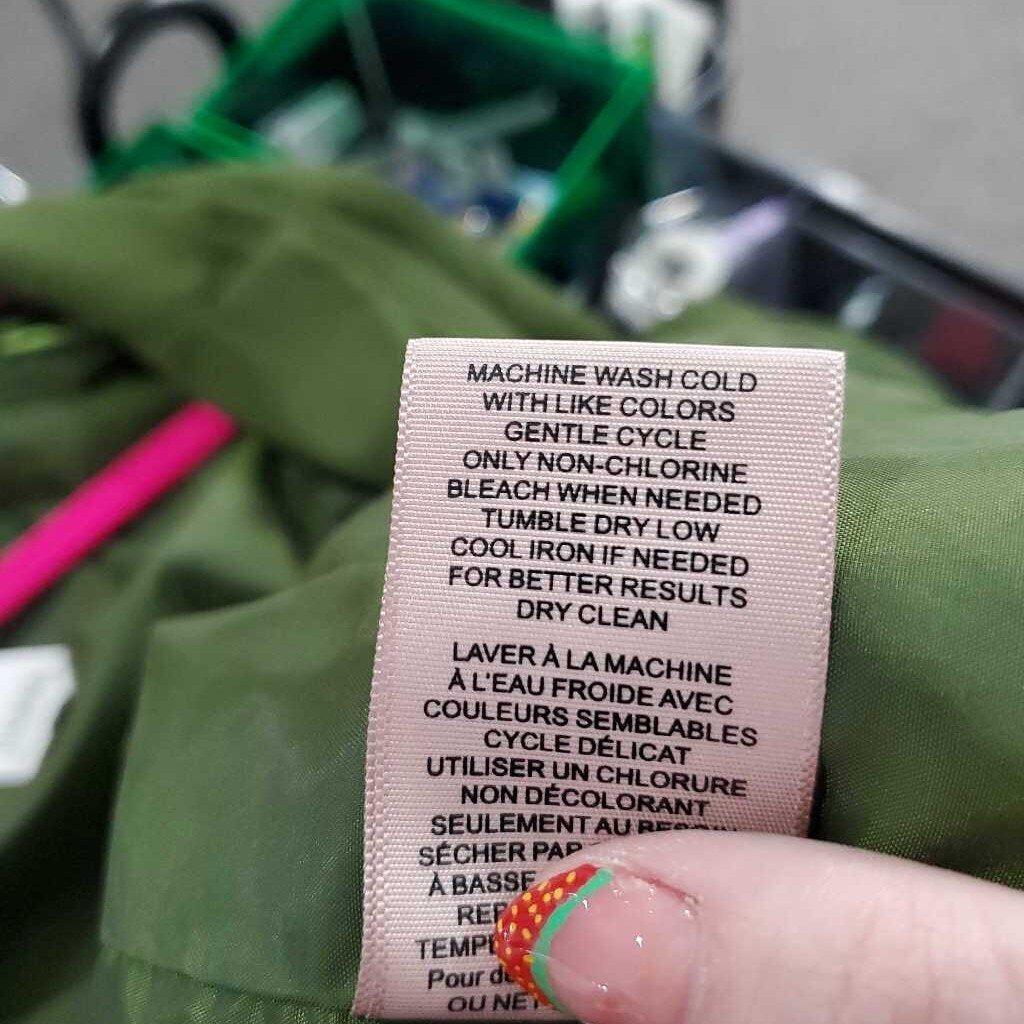 MACHINE WASH COLD
WITH LIKE COLORS
GENTLE CYCLE
ONLY NON-CHLORINE
BLEACH WHEN NEEDED
TUMBLE DRY LOW
COOL IRON IF NEEDED
FOR BETTER RESULTS
DRY CLEAN
LAVER À LA MACHINE
À L'EAU FROIDE AVEC
COULEURS SEMBLABLES
CYCLE DÉLICAT
UTILISER UN CHLORURE
NON DÉCOLORANT
SEULEMENT AU
SÉCHER PAR
À BASSE
Pour
OU